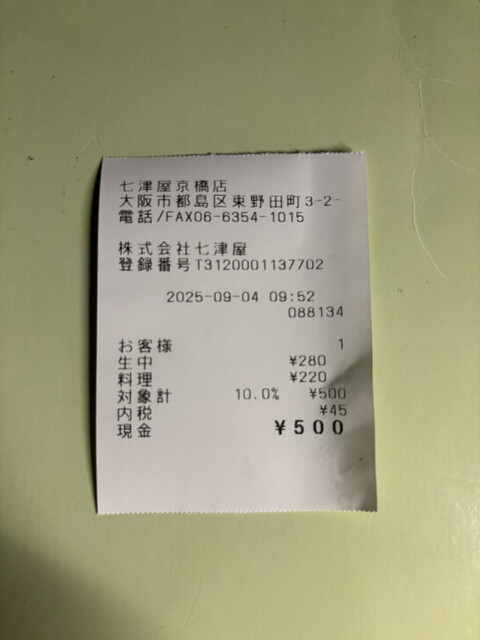 七津屋京橋店
大阪市都島区東野田町3-2-
電話/FAX06-6354-1015
株式会社七津屋
登録番号T3120001137702
2025-09-04 09:52
088134
お客様 1
生中 ¥280
料理 ¥220
対象計 10.0% ¥500
内税 ¥45
現金 ¥500